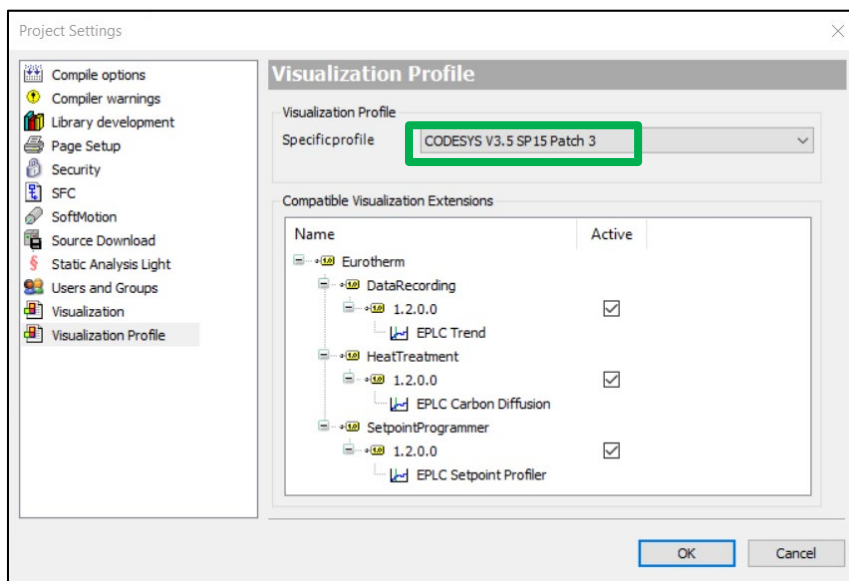 Project Settings
Compile options
Compiler warnings
Library development
Page Setup
Security
SFC
SoftMotion
Source Download
Static Analysis Light
Users and Groups
Visualization
Visualization Profile
Visualization Profile
Visualization Profile
Specificprofile CODESYS V3.5 SP15 Patch 3
Compatible Visualization Extensions
Name Active
Eurotherm
DataRecording
1.2.0.0
EPLC Trend
HeatTreatment
1.2.0.0
EPLC Carbon Diffusion
SetpointProgrammer
1.2.0.0
EPLC Setpoint Profiler
OK Cancel